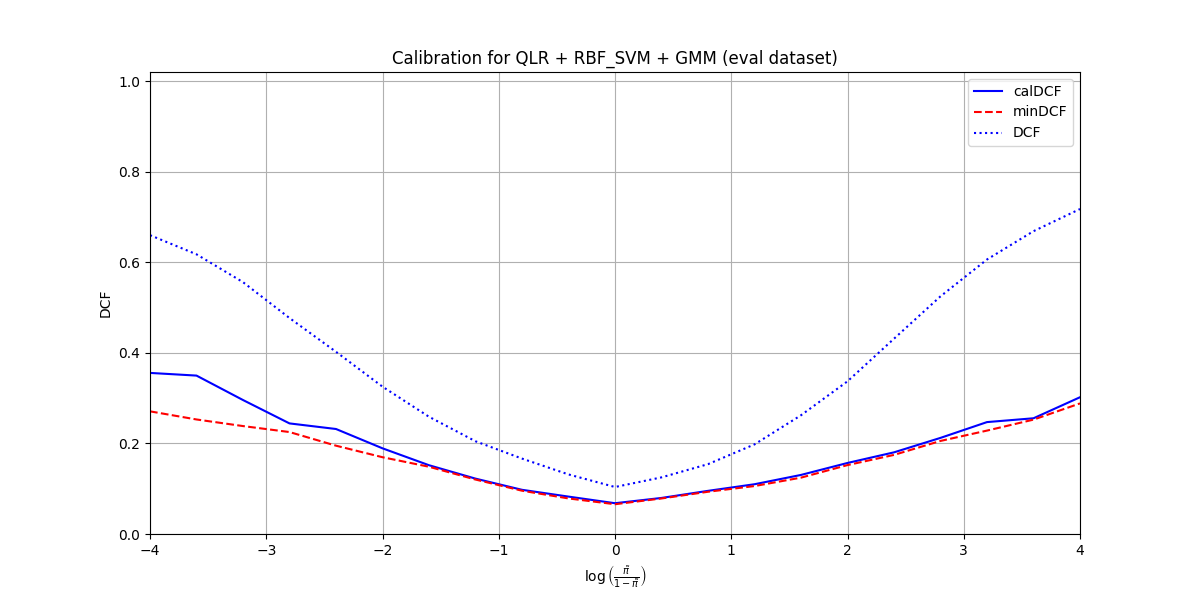 Calibration for QLR + RBF_SVM + GMM (eval dataset)
calDCF
minDCF
DCF
DCF
1.0
0.8
0.6
0.4
0.2
0.0
−4
−3
−2
−1
0
1
2
3
4
log(π̃/(1−π̃))